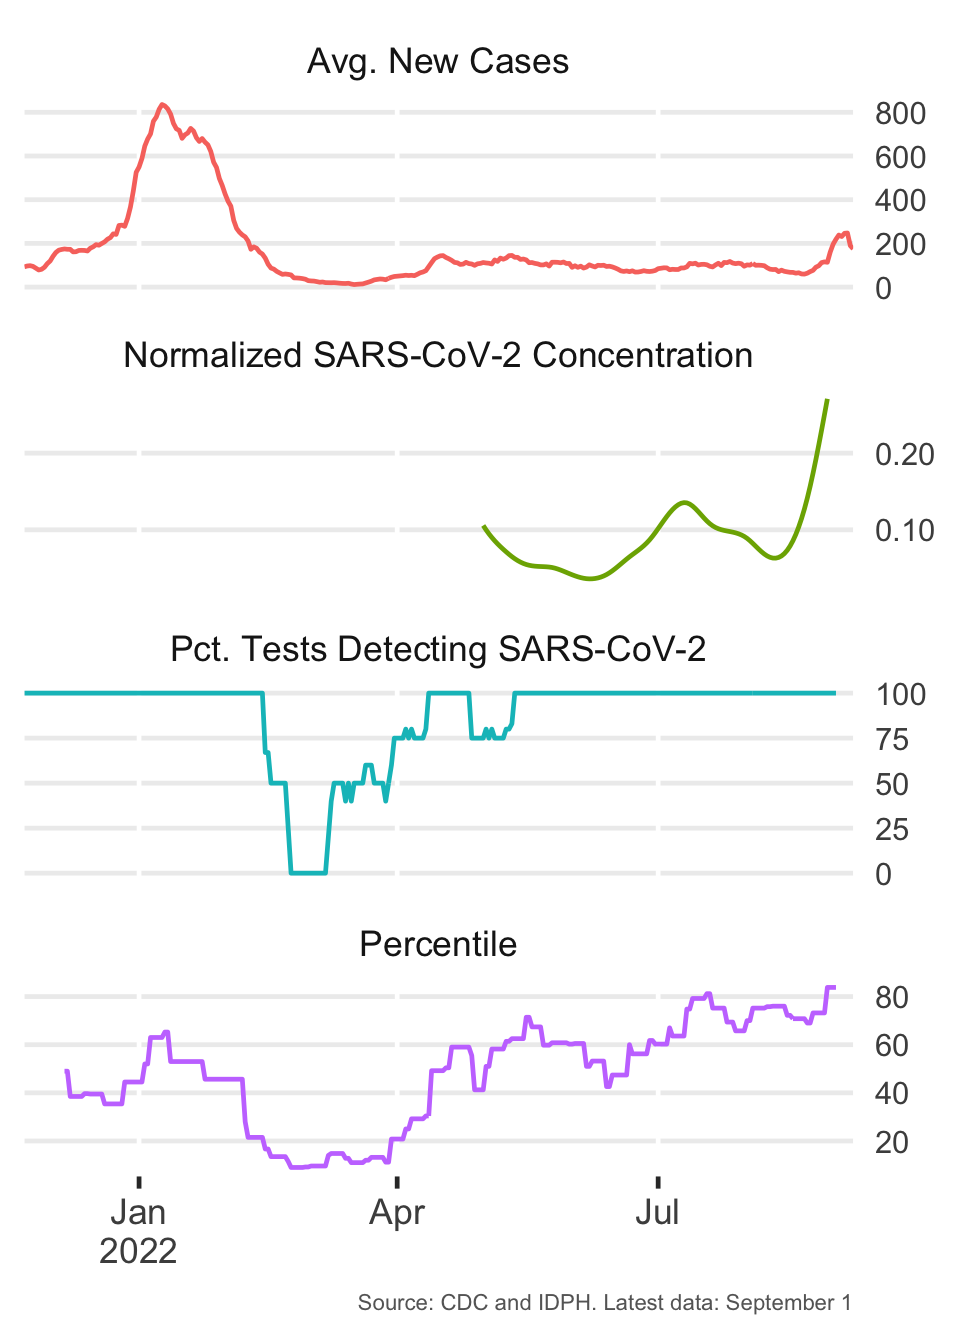 Avg. New Cases
800
600
400
200
0
Normalized SARS-CoV-2 Concentration
0.20
0.10
Pct. Tests Detecting SARS-CoV-2
100
75
50
25
0
Percentile
80
60
40
20
Jan Apr Jul
2022
Source: CDC and IDPH. Latest data: September 1